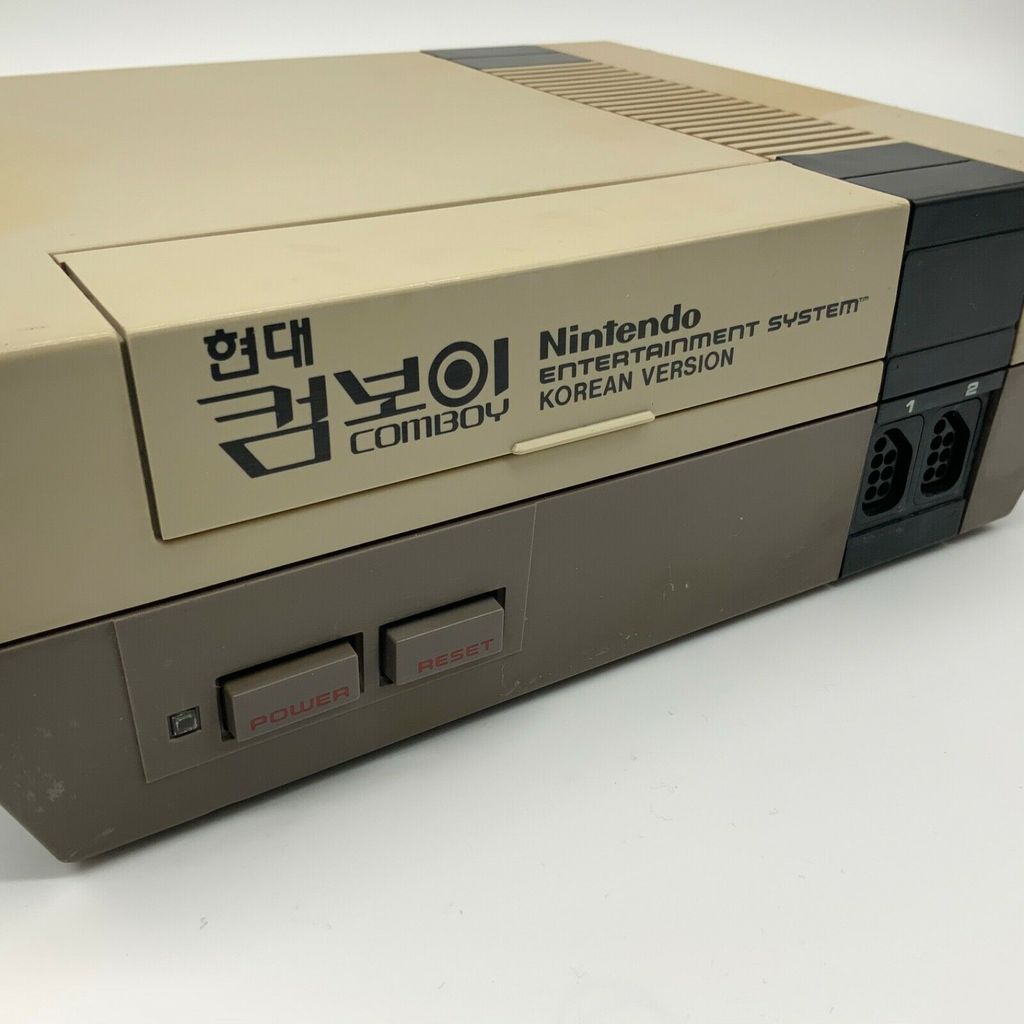 현대
컴보이
COMBOY
Nintendo
ENTERTAINMENT SYSTEM™
KOREAN VERSION
1 2
POWER
RESET